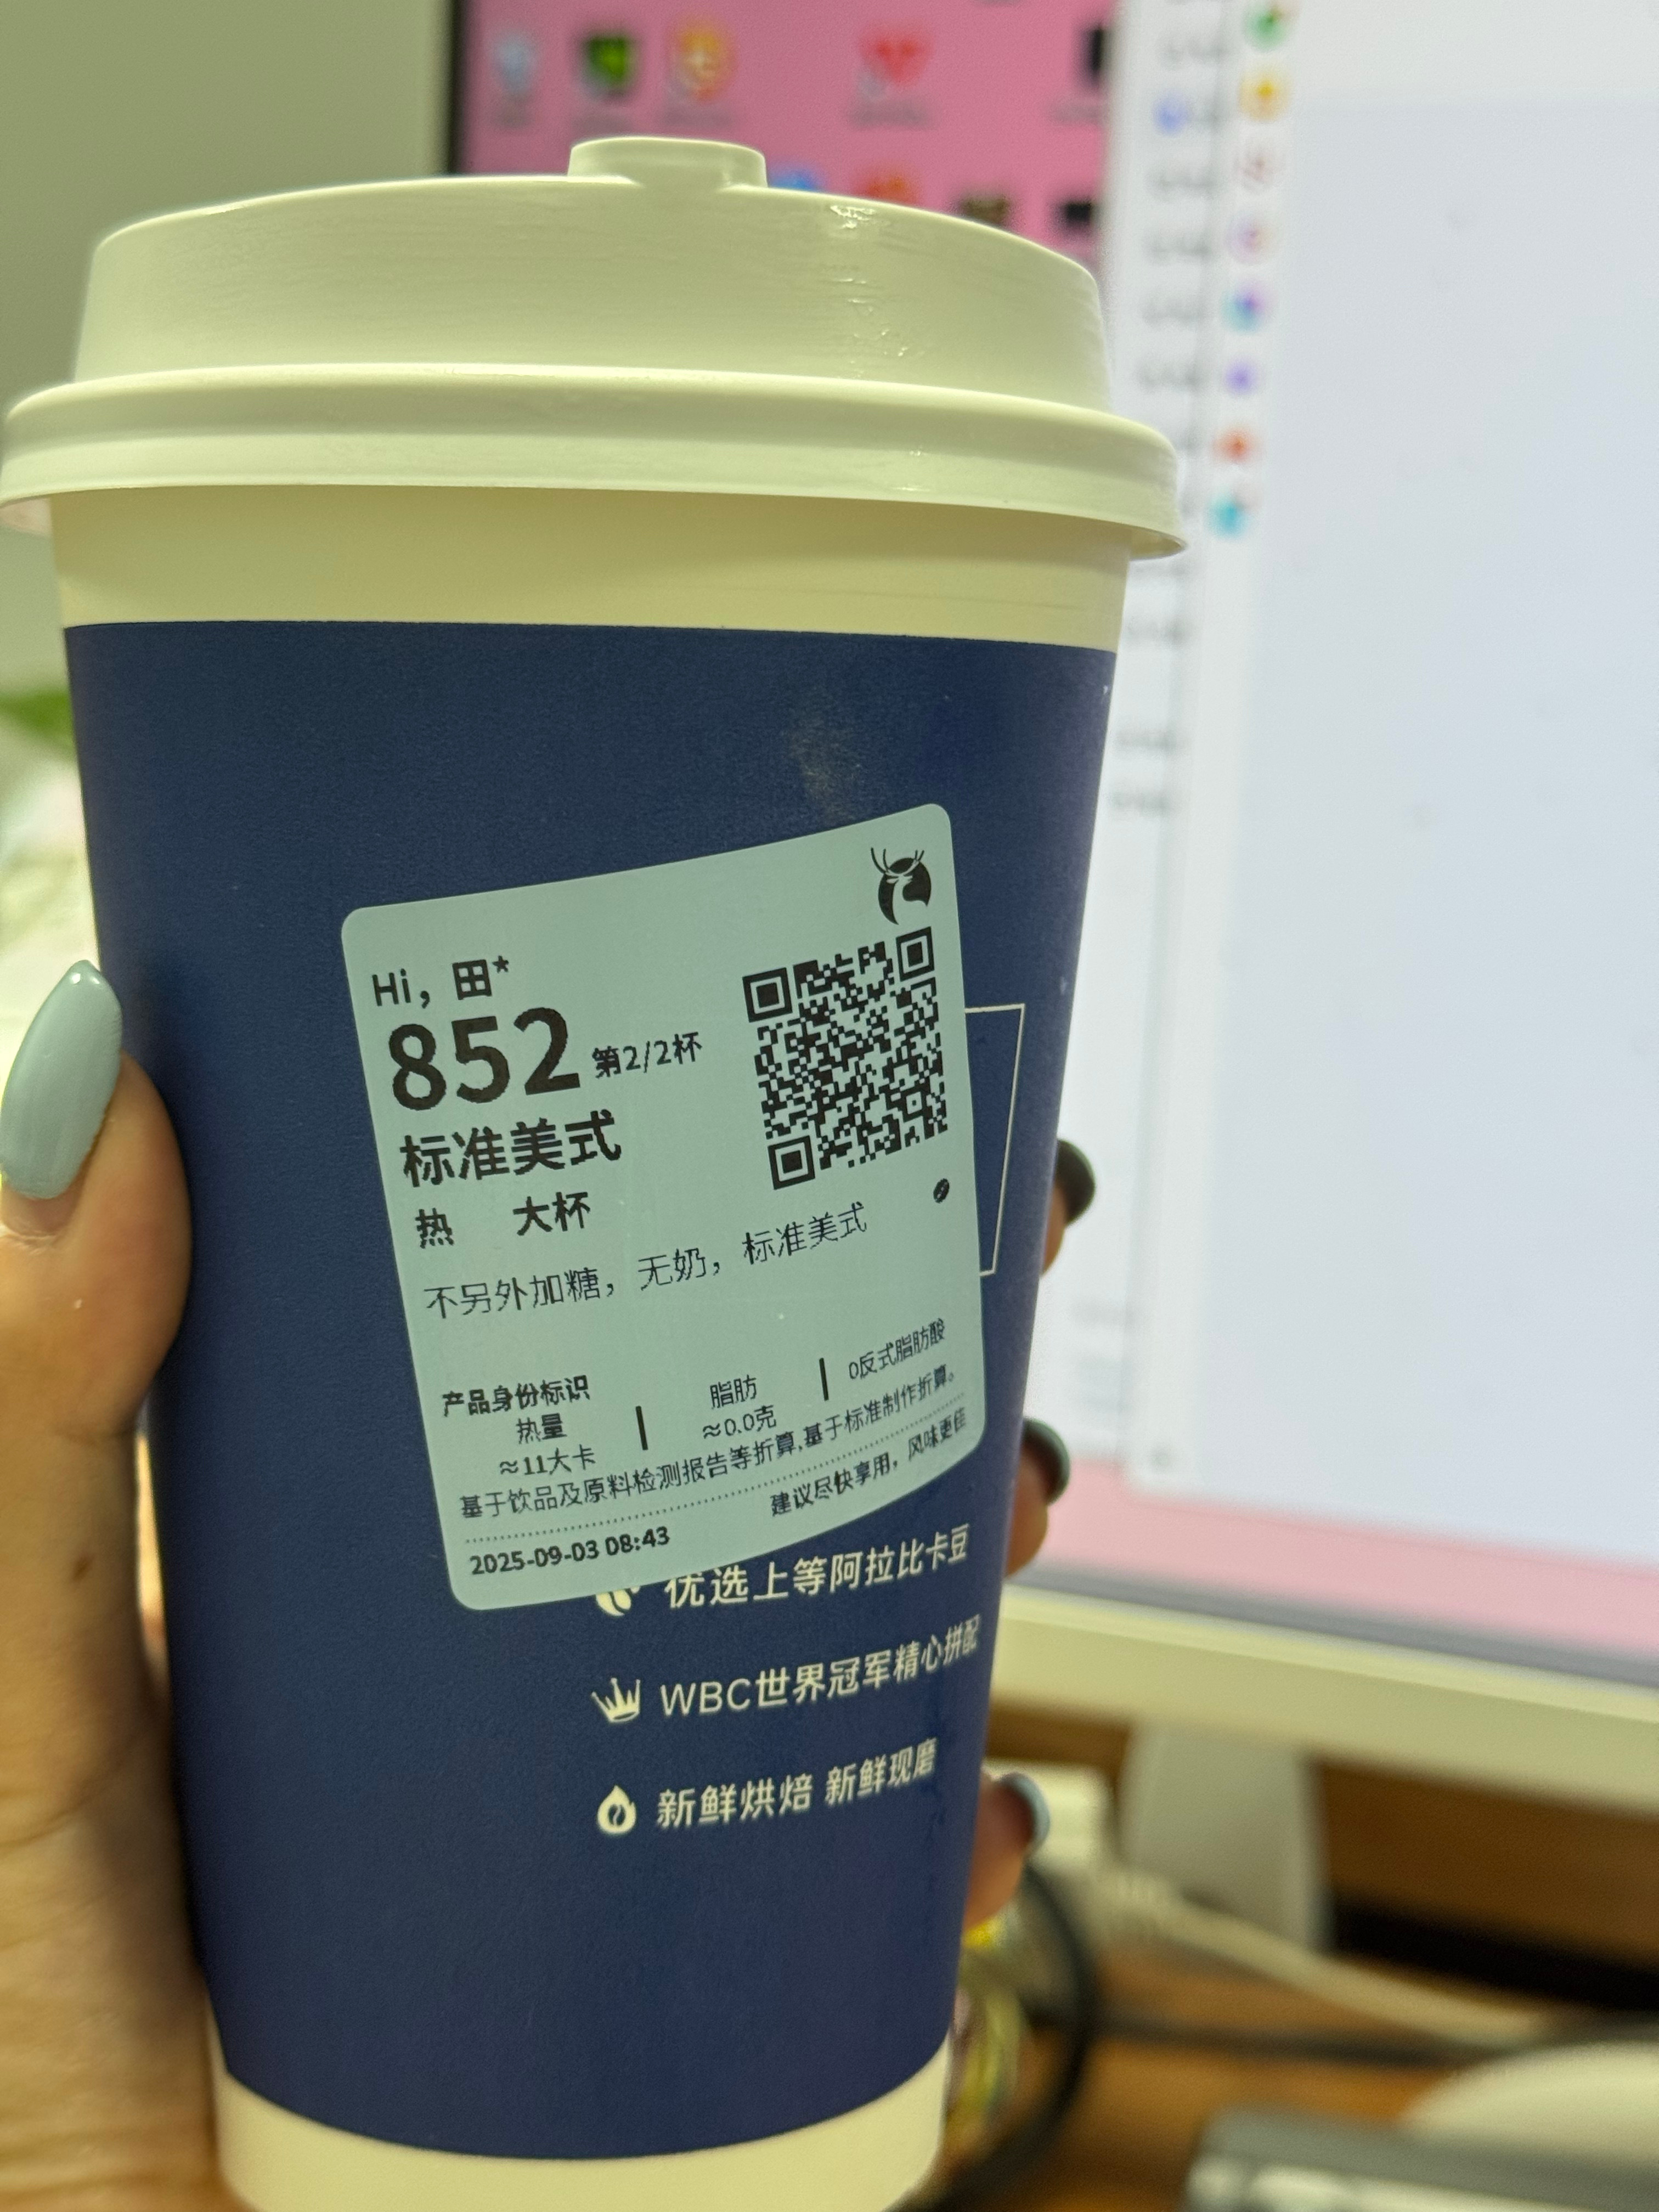 Hi，田*
852 第2/2杯
标准美式
热 大杯
不另外加糖，无奶，标准美式
产品身份标识
热量
≈11大卡
脂肪
≈0.0克
0反式脂肪酸
基于饮品及原料检测报告等折算,基于标准制作折算。
2025-09-03 08:43
建议尽快享用，风味更佳
优选上等阿拉比卡豆
WBC世界冠军精心拼配
新鲜烘焙 新鲜现磨